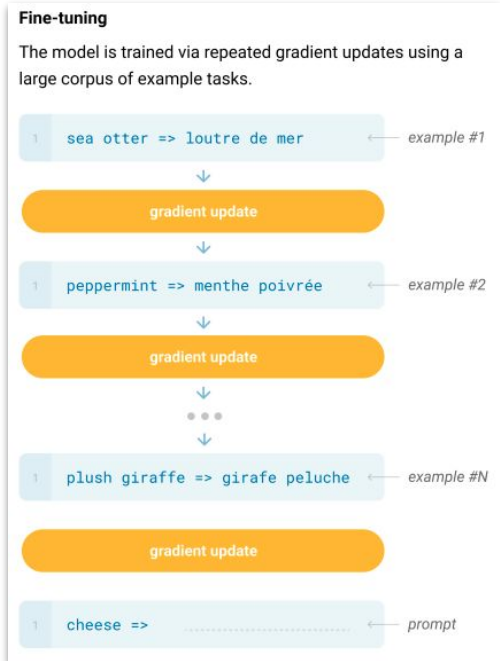 Fine-tuning
The model is trained via repeated gradient updates using a
large corpus of example tasks.
1 sea otter => loutre de mer example #1
gradient update
1 peppermint => menthe poivrée example #2
gradient update
1 plush giraffe => girafe peluche example #N
gradient update
1 cheese => prompt